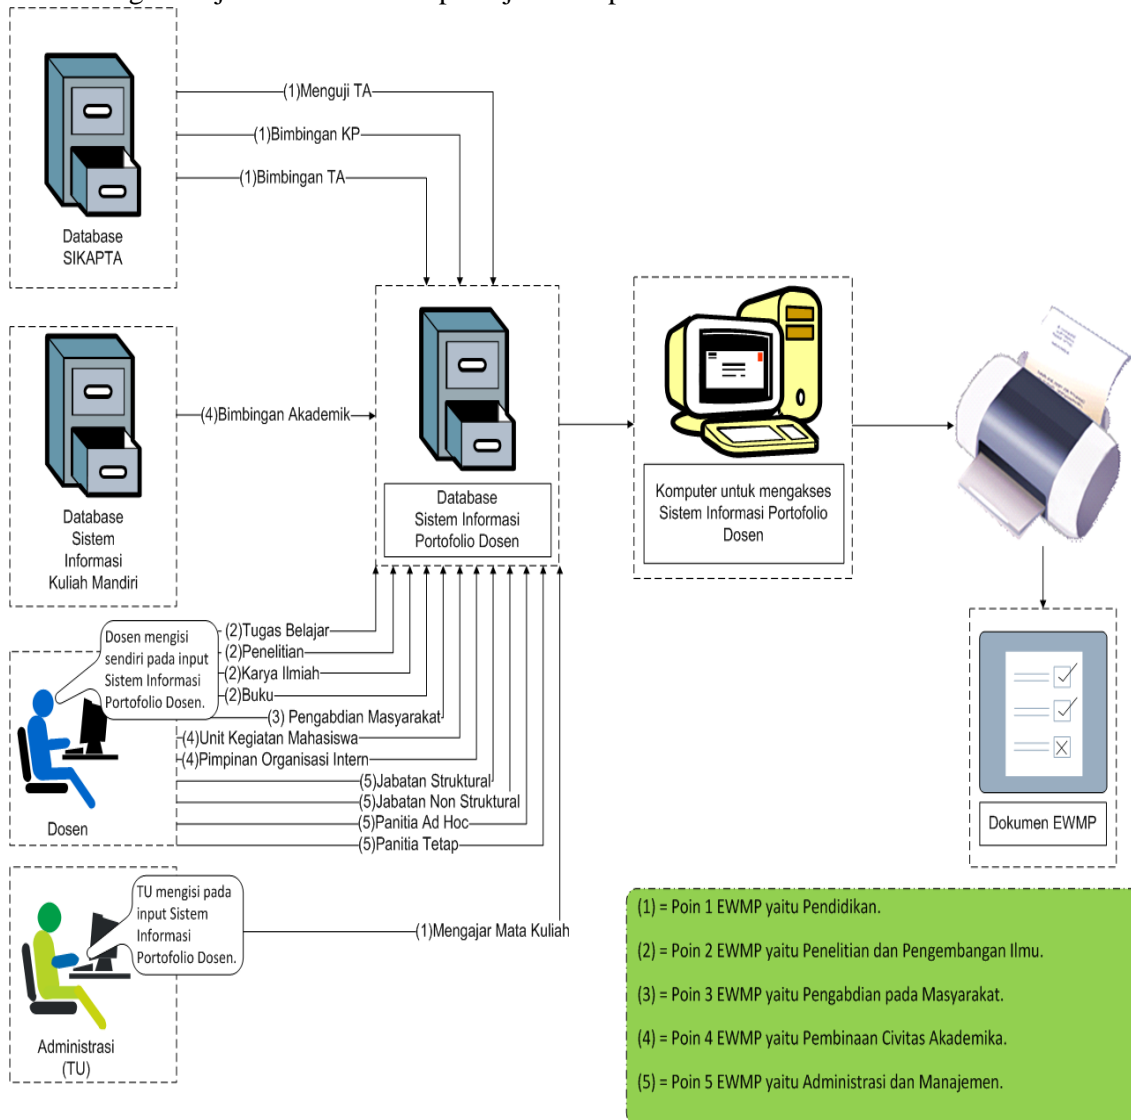 (1)Menguji TA
(1)Bimbingan KP
(1)Bimbingan TA
Database
SIKAPTA
(4)Bimbingan Akademik
Database
Sistem
Informasi
Kuliah Mandiri
Database
Sistem Informasi
Portofolio Dosen
Komputer untuk mengakses
Sistem Informasi Portofolio
Dosen
Dosen mengisi
sendiri pada input
Sistem Informasi
Portofolio Dosen.
(2)Tugas Belajar
(2)Penelitian
(2)Karya Ilmiah
(2)Buku
(3) Pengabdian Masyarakat
(4)Unit Kegiatan Mahasiswa
(4)Pimpinan Organisasi Intern
(5)Jabatan Struktural
(5)Jabatan Non Struktural
(5)Panitia Ad Hoc
(5)Panitia Tetap
Dosen
Dokumen EWMP
TU mengisi pada
input Sistem
Informasi
Portofolio Dosen.
(1)Mengajar Mata Kuliah
Administrasi
(TU)
(1) = Poin 1 EWMP yaitu Pendidikan.
(2) = Poin 2 EWMP yaitu Penelitian dan Pengembangan Ilmu.
(3) = Poin 3 EWMP yaitu Pengabdian pada Masyarakat.
(4) = Poin 4 EWMP yaitu Pembinaan Civitas Akademika.
(5) = Poin 5 EWMP yaitu Administrasi dan Manajemen.